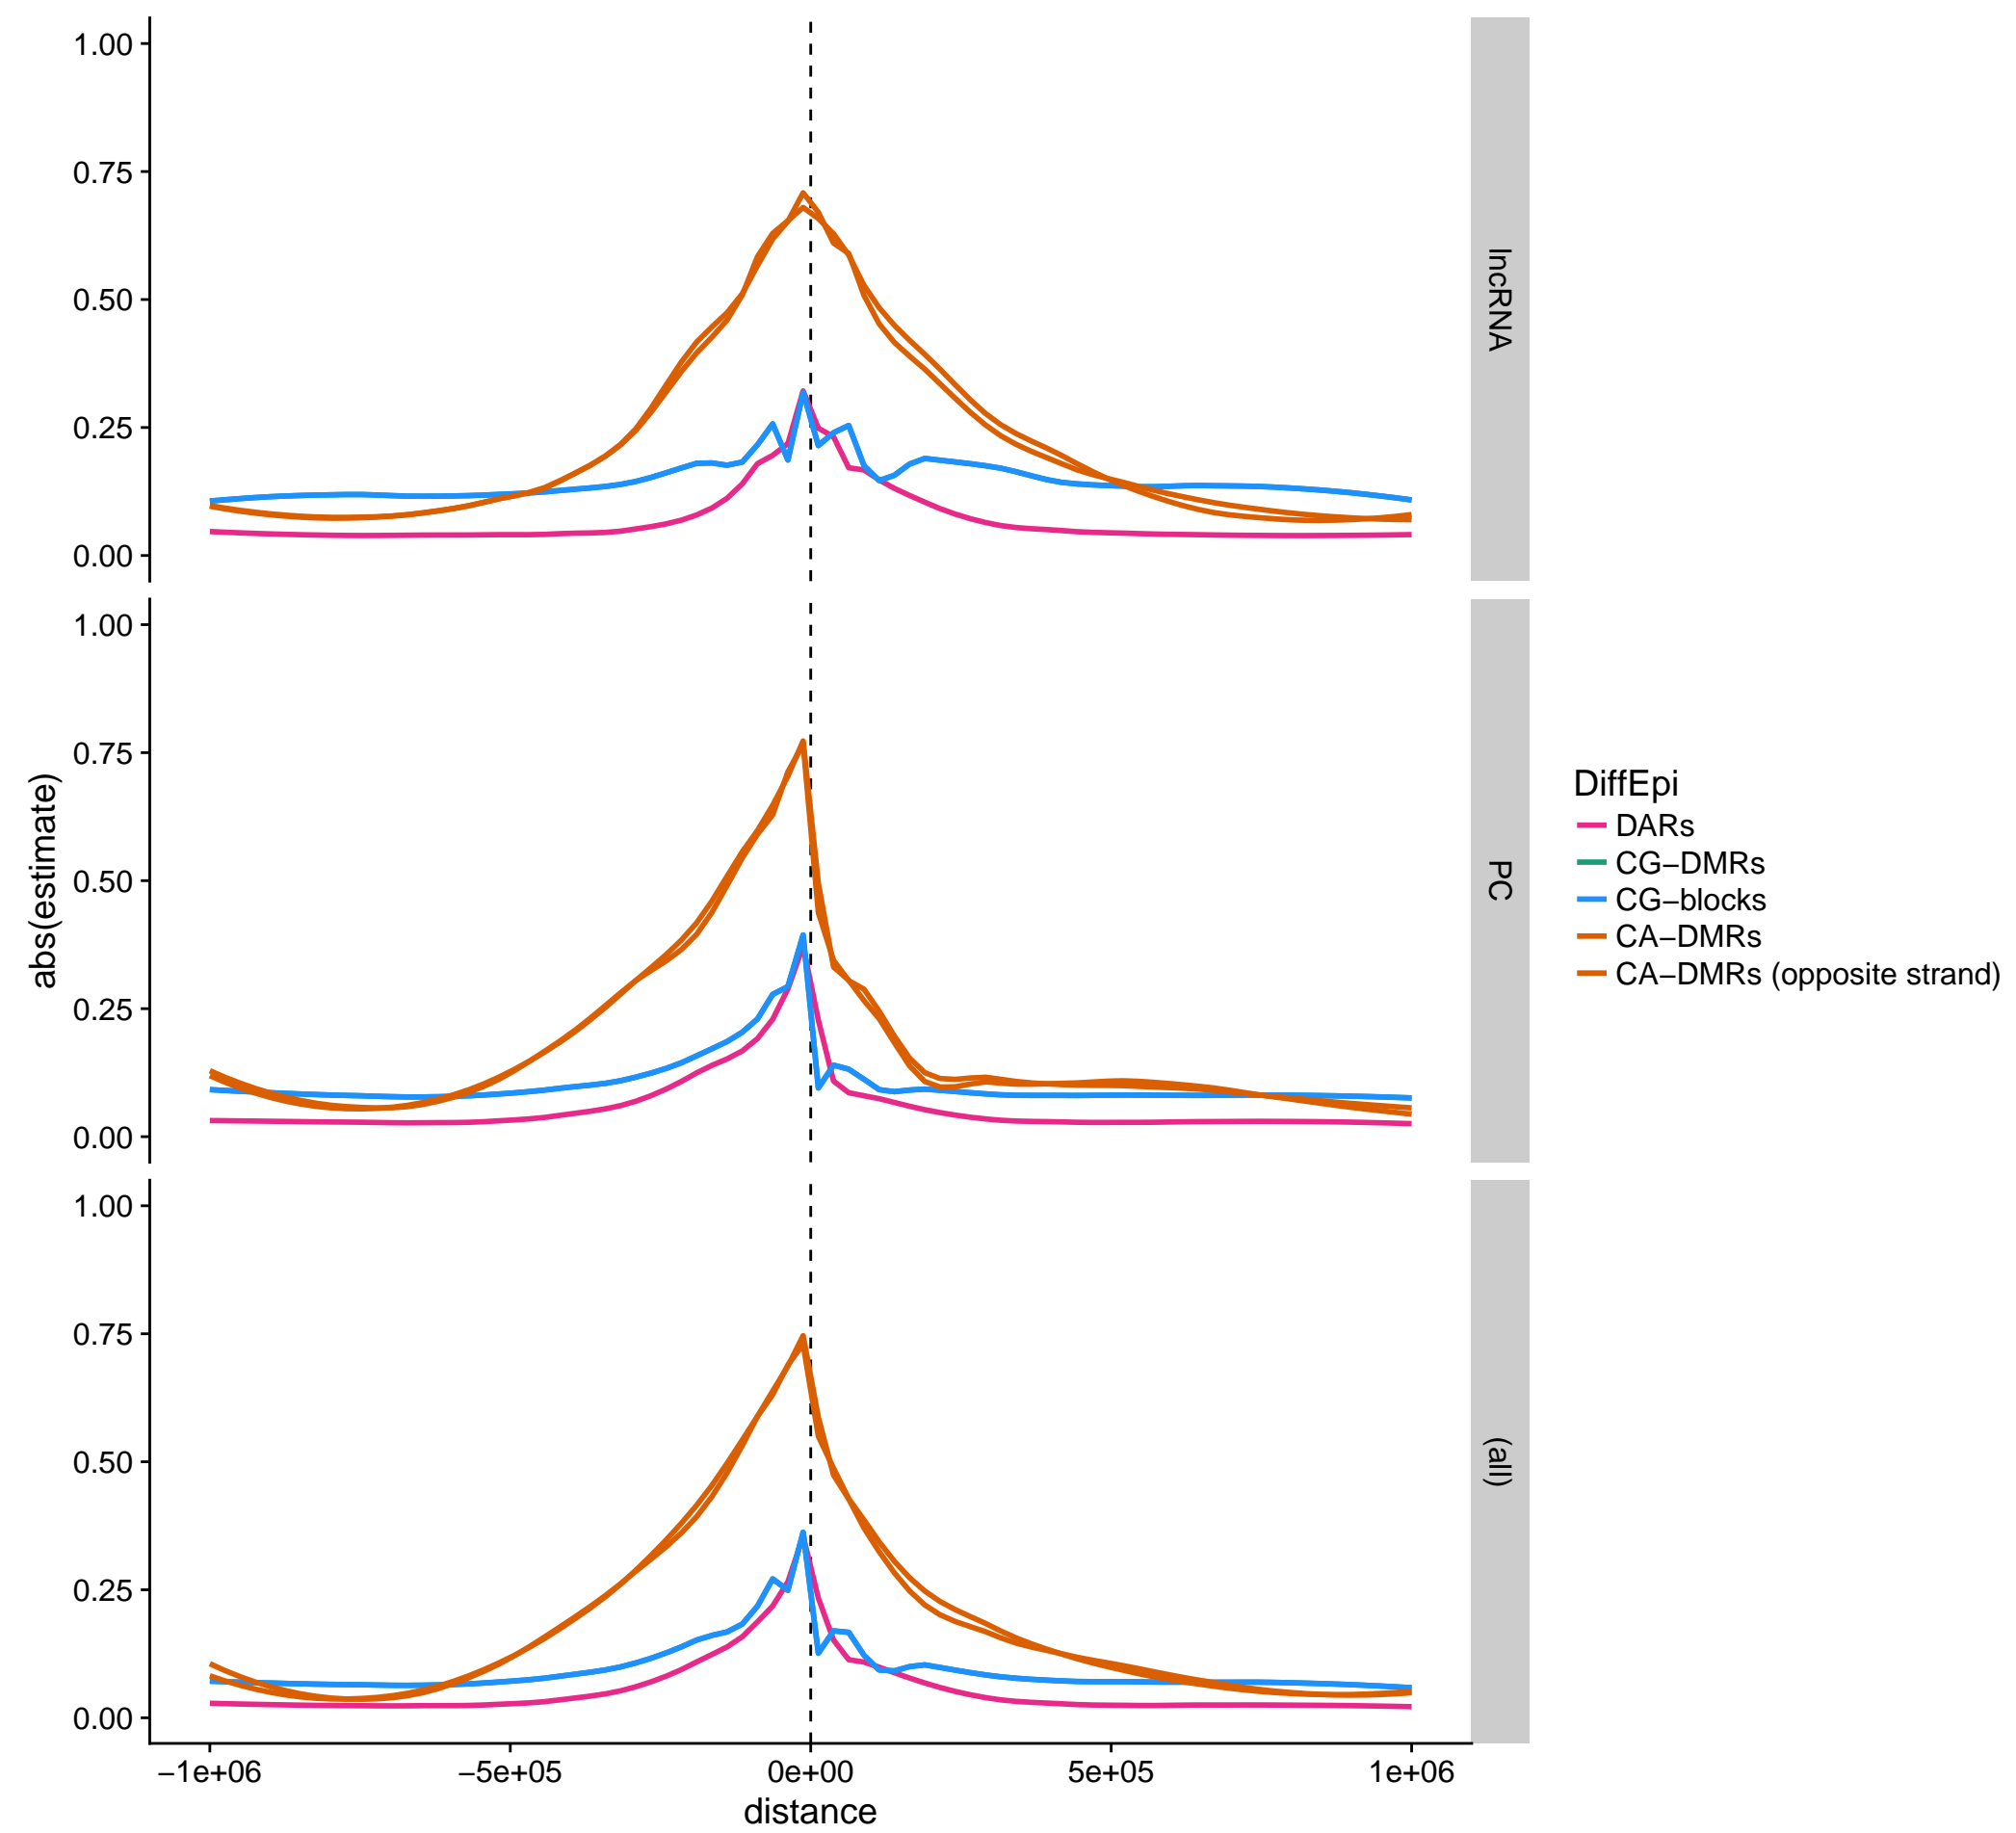 1.00
0.75
0.50
0.25
0.00
lncRNA
1.00
0.75
0.50
0.25
0.00
PC
1.00
0.75
0.50
0.25
0.00
(all)
abs(estimate)
−1e+06
−5e+05
0e+00
5e+05
1e+06
distance
DiffEpi
DARs
CG−DMRs
CG−blocks
CA−DMRs
CA−DMRs (opposite strand)